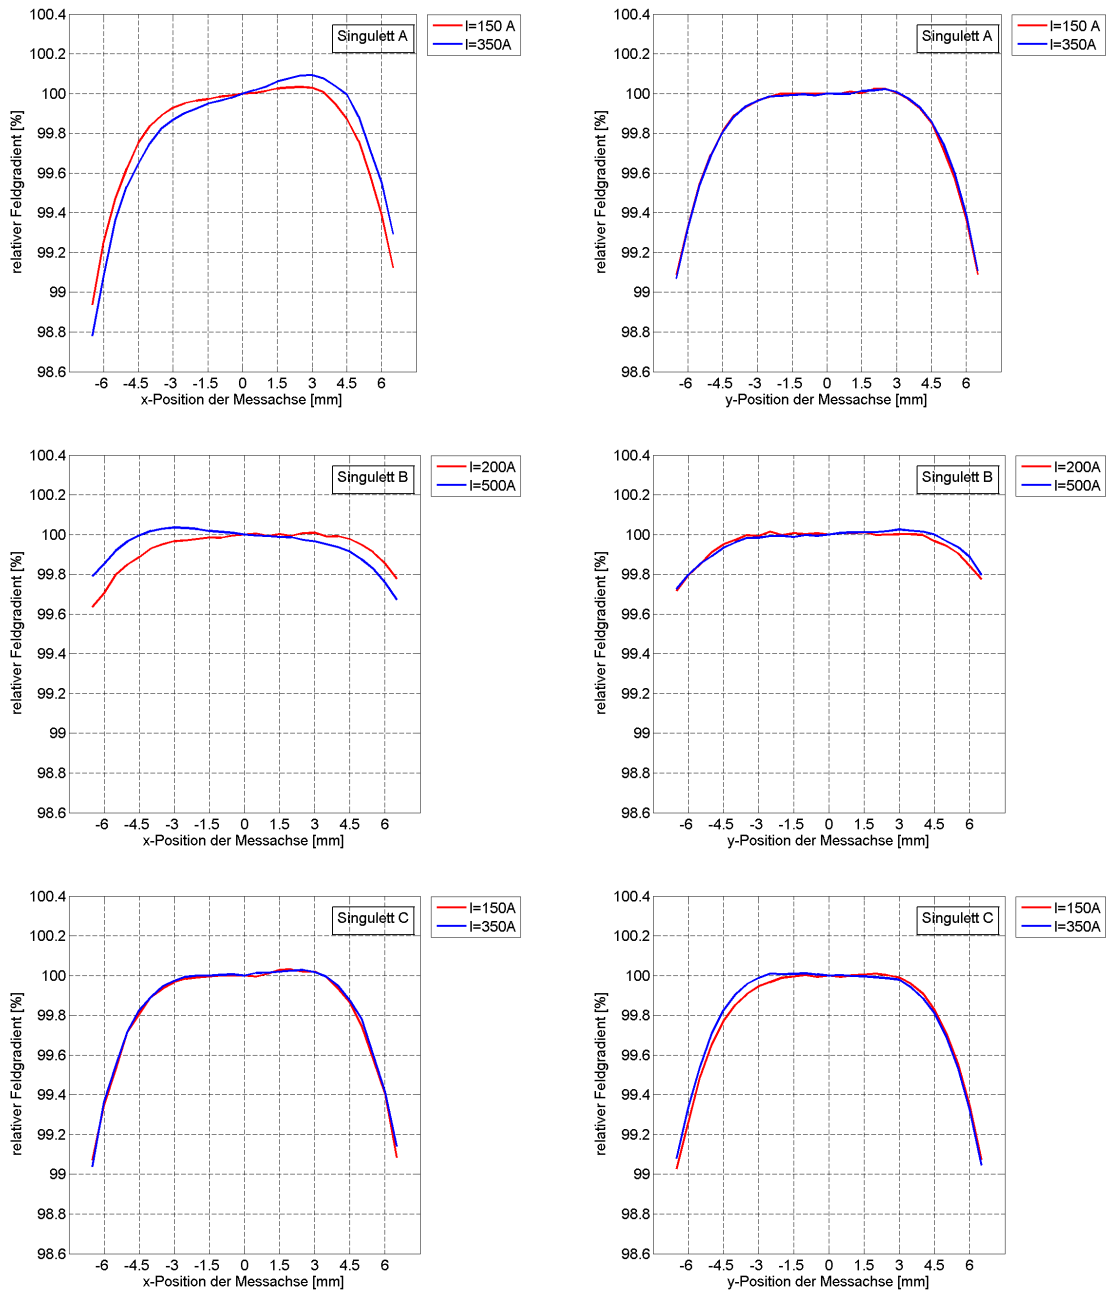 100.4
100.2
100
99.8
99.6
99.4
99.2
99
98.8
98.6
relativer Feldgradient [%]
-6 -4.5 -3 -1.5 0 1.5 3 4.5 6
x-Position der Messachse [mm]
Singulett A
I=150 A
I=350A
100.4
100.2
100
99.8
99.6
99.4
99.2
99
98.8
98.6
relativer Feldgradient [%]
-6 -4.5 -3 -1.5 0 1.5 3 4.5 6
y-Position der Messachse [mm]
Singulett A
I=150 A
I=350A
100.4
100.2
100
99.8
99.6
99.4
99.2
99
98.8
98.6
relativer Feldgradient [%]
-6 -4.5 -3 -1.5 0 1.5 3 4.5 6
x-Position der Messachse [mm]
Singulett B
I=200A
I=500A
100.4
100.2
100
99.8
99.6
99.4
99.2
99
98.8
98.6
relativer Feldgradient [%]
-6 -4.5 -3 -1.5 0 1.5 3 4.5 6
y-Position der Messachse [mm]
Singulett B
I=200A
I=500A
100.4
100.2
100
99.8
99.6
99.4
99.2
99
98.8
98.6
relativer Feldgradient [%]
-6 -4.5 -3 -1.5 0 1.5 3 4.5 6
x-Position der Messachse [mm]
Singulett C
I=150A
I=350A
100.4
100.2
100
99.8
99.6
99.4
99.2
99
98.8
98.6
relativer Feldgradient [%]
-6 -4.5 -3 -1.5 0 1.5 3 4.5 6
y-Position der Messachse [mm]
Singulett C
I=150A
I=350A